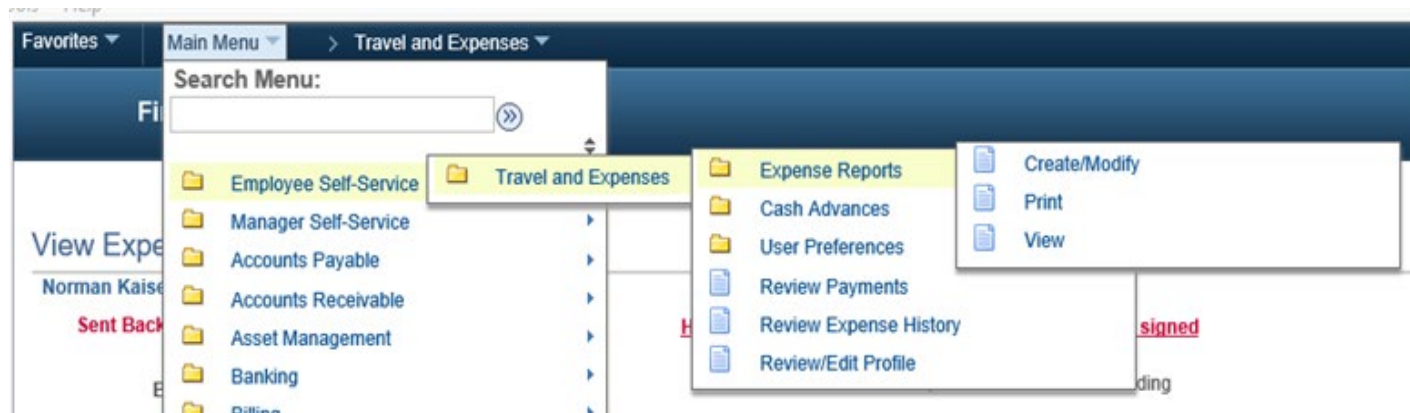 Favorites Main Menu > Travel and Expenses
Search Menu:
Fi
Employee Self-Service
Manager Self-Service
Accounts Payable
Accounts Receivable
Asset Management
Banking
Billing
Travel and Expenses
Expense Reports
Cash Advances
User Preferences
Review Payments
Review Expense History
Review/Edit Profile
Create/Modify
Print
View
View Expe
Norman Kaise
Sent Back
H
signed
E
ding